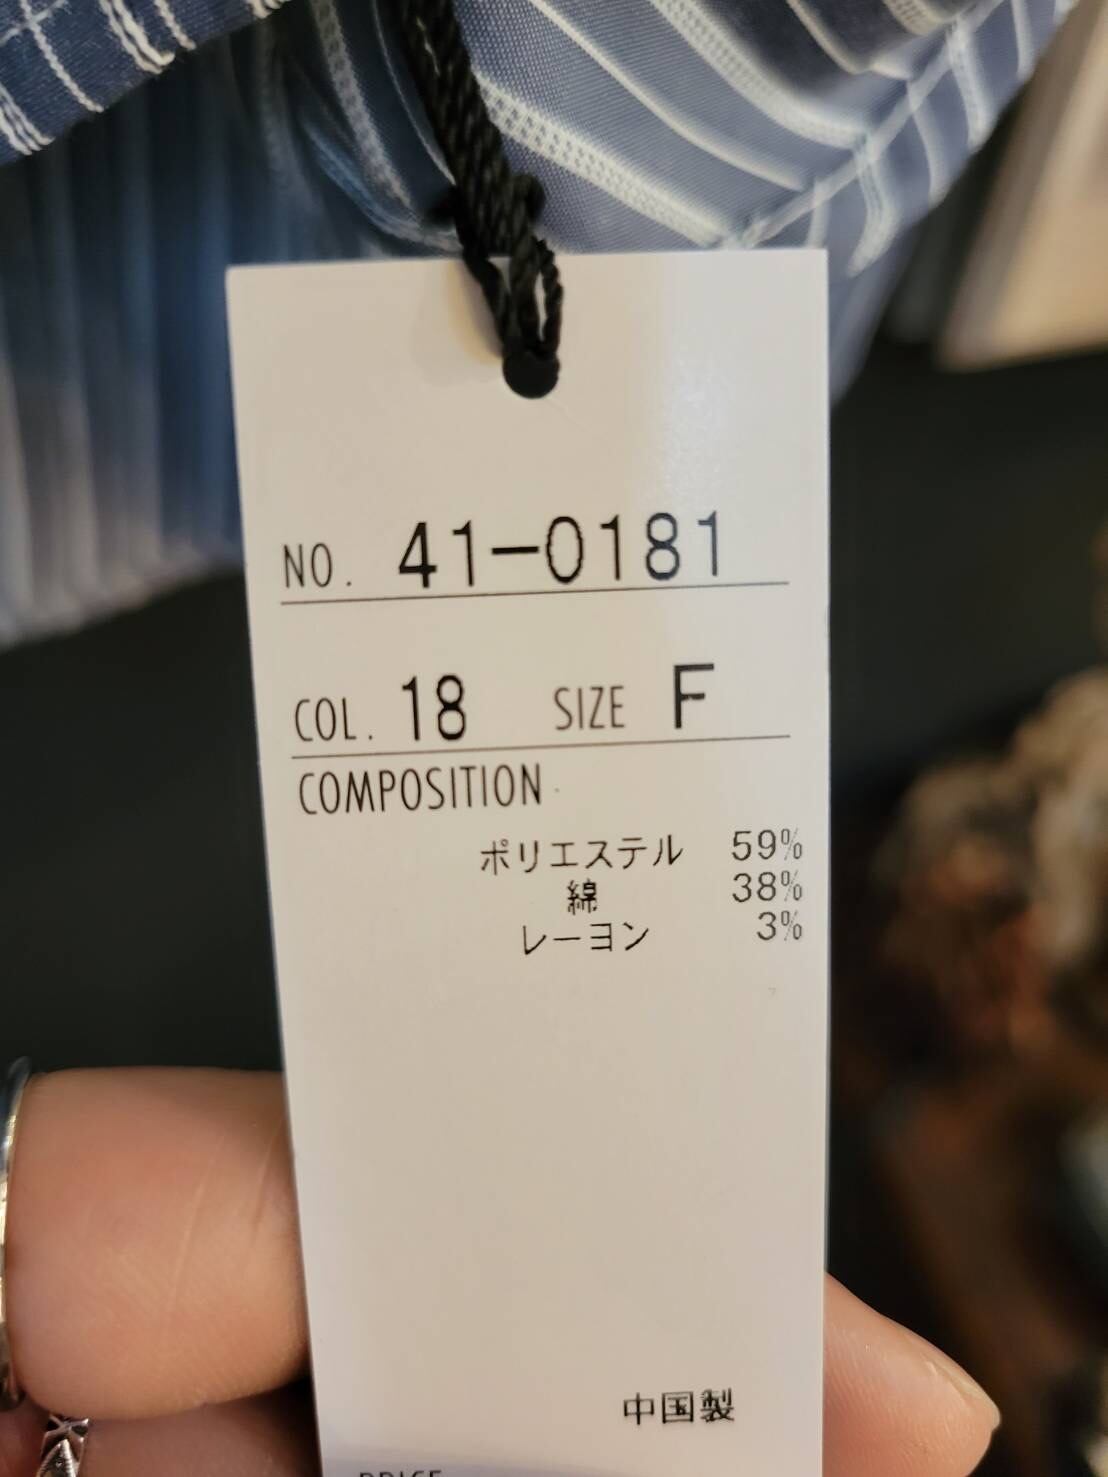 NO. 41-0181
COL. 18 SIZE F
COMPOSITION
ポリエステル 59%
綿 38%
レーヨン 3%
中国製
PRICE